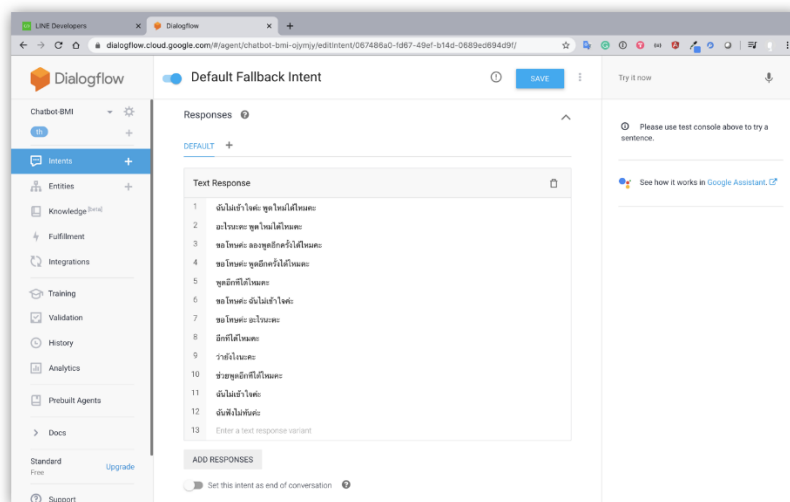 LINE Developers
Dialogflow
dialogflow.cloud.google.com/#/agent/chatbot-bmi-ojymjy/editIntent/067486a0-fd67-49ef-b14d-0689ed694d9f/
Dialogflow
Default Fallback Intent
SAVE
Try it now
Chatbot-BMI
th
Intents
Entities
Knowledge [beta]
Fulfillment
Integrations
Training
Validation
History
Analytics
Prebuilt Agents
Docs
Standard
Free
Upgrade
Support
Responses
DEFAULT
Text Response
1 ฉันไม่เข้าใจค่ะ พูดใหม่ได้ไหมคะ
2 อะไรนะคะ พูดใหม่ได้ไหมคะ
3 ขอโทษค่ะ ลองพูดอีกครั้งได้ไหมคะ
4 ขอโทษค่ะ พูดอีกครั้งได้ไหมคะ
5 พูดอีกทีได้ไหมคะ
6 ขอโทษค่ะ ฉันไม่เข้าใจค่ะ
7 ขอโทษค่ะ อะไรนะคะ
8 อีกทีได้ไหมคะ
9 ว่ายังไงนะคะ
10 ช่วยพูดอีกทีได้ไหมคะ
11 ฉันไม่เข้าใจค่ะ
12 ฉันฟังไม่ทันค่ะ
13 Enter a text response variant
ADD RESPONSES
Set this intent as end of conversation
Please use test console above to try a
sentence.
See how it works in Google Assistant.